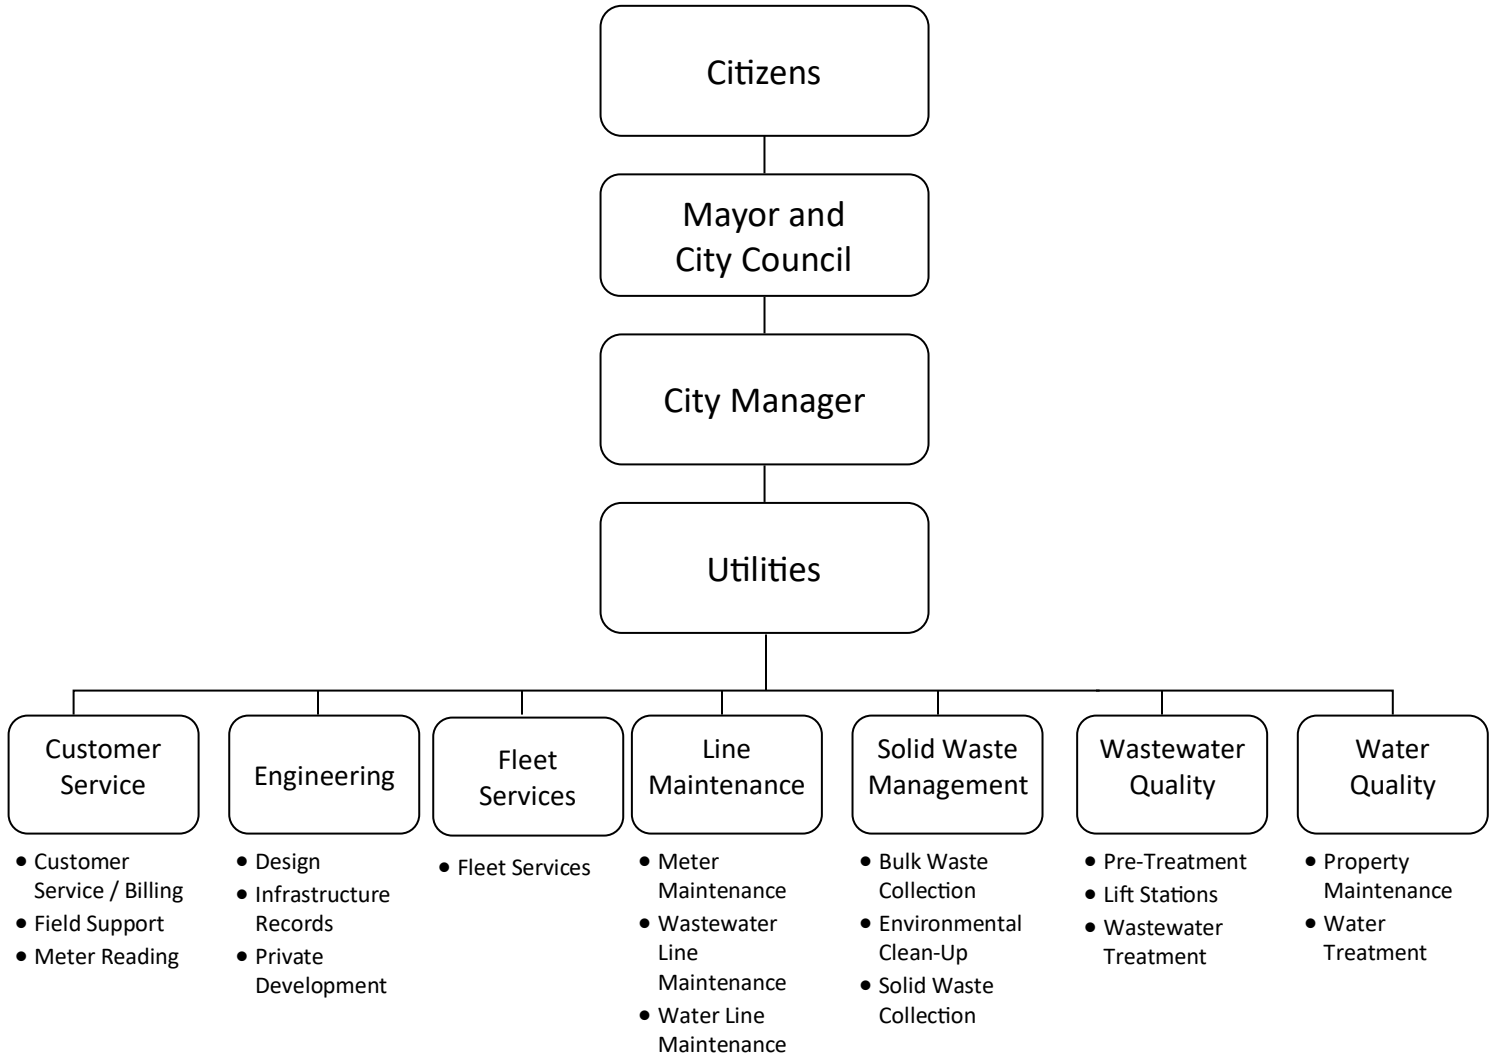 Citizens
Mayor and
City Council
City Manager
Utilities
Customer
Service
• Customer
Service / Billing
• Field Support
• Meter Reading
Engineering
• Design
• Infrastructure
Records
• Private
Development
Fleet
Services
• Fleet Services
Line
Maintenance
• Meter
Maintenance
• Wastewater
Line
Maintenance
• Water Line
Maintenance
Solid Waste
Management
• Bulk Waste
Collection
• Environmental
Clean-Up
• Solid Waste
Collection
Wastewater
Quality
• Pre-Treatment
• Lift Stations
• Wastewater
Treatment
Water
Quality
• Property
Maintenance
• Water
Treatment